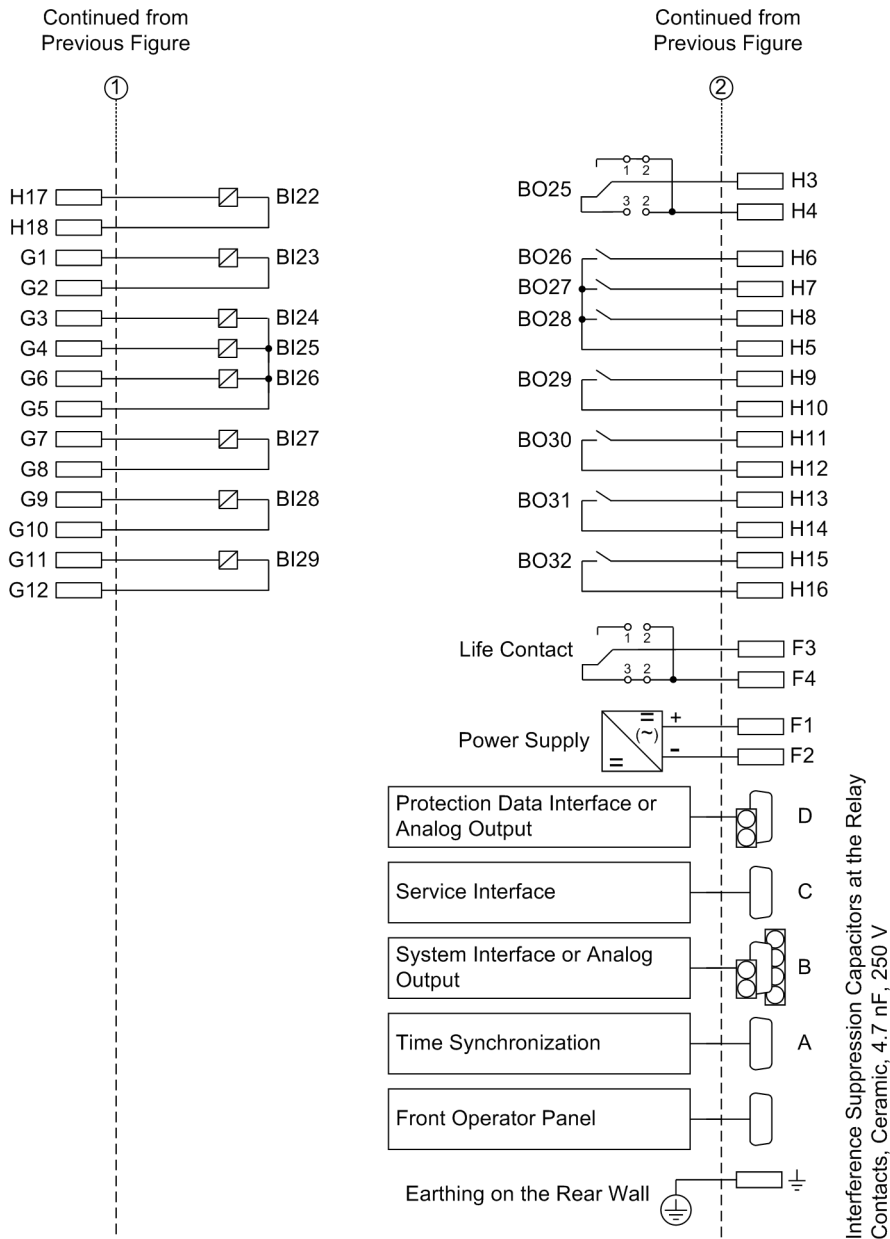 Continued from
Previous Figure
Continued from
Previous Figure
1
2
H17
BI22
H18
G1
BI23
G2
G3
BI24
G4
BI25
G6
BI26
G5
G7
BI27
G8
G9
BI28
G10
G11
BI29
G12
BO25
1 2
3 2
H3
H4
BO26
H6
BO27
H7
BO28
H8
H5
BO29
H9
H10
BO30
H11
H12
BO31
H13
H14
BO32
H15
H16
Life Contact
1 2
3 2
F3
F4
Power Supply
=
(~)
=
+
-
F1
F2
Protection Data Interface or
Analog Output
D
Service Interface
C
System Interface or Analog
Output
B
Time Synchronization
A
Front Operator Panel
Earthing on the Rear Wall
Interference Suppression Capacitors at the Relay
Contacts, Ceramic, 4.7 nF, 250 V